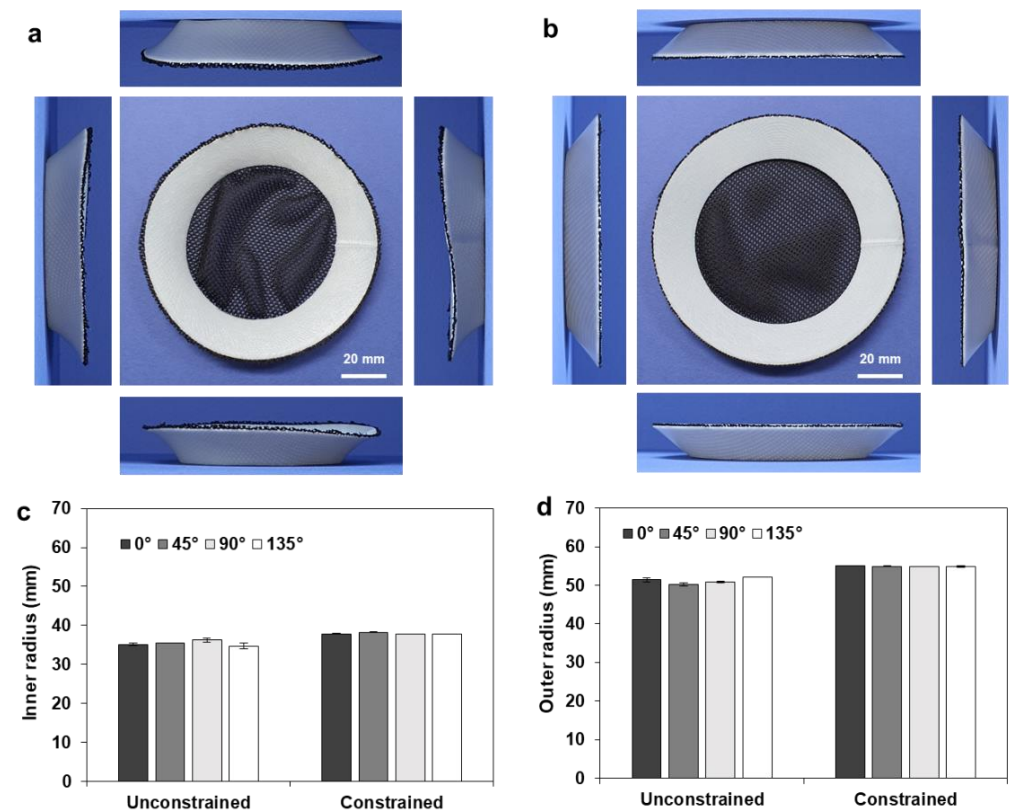 a
b
20 mm
20 mm
c
Inner radius (mm)
70
60
50
40
30
20
10
0
0° 45° 90° 135°
Unconstrained Constrained
d
Outer radius (mm)
70
60
50
40
30
20
10
0
0° 45° 90° 135°
Unconstrained Constrained